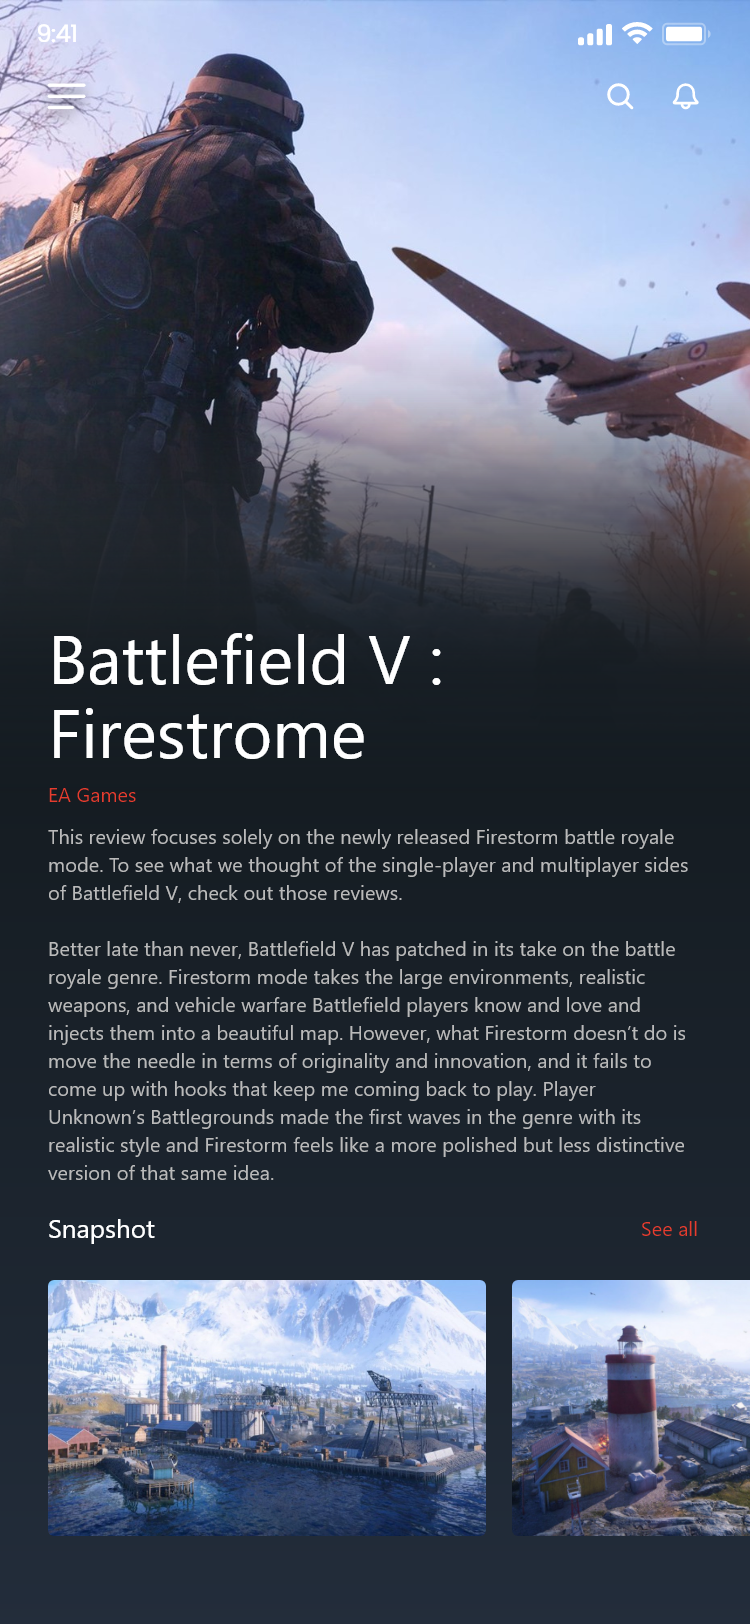 9:41
Battlefield V :
Firestrome
EA Games
This review focuses solely on the newly released Firestorm battle royale
mode. To see what we thought of the single-player and multiplayer sides
of Battlefield V, check out those reviews.
Better late than never, Battlefield V has patched in its take on the battle
royale genre. Firestorm mode takes the large environments, realistic
weapons, and vehicle warfare Battlefield players know and love and
injects them into a beautiful map. However, what Firestorm doesn’t do is
move the needle in terms of originality and innovation, and it fails to
come up with hooks that keep me coming back to play. Player
Unknown’s Battlegrounds made the first waves in the genre with its
realistic style and Firestorm feels like a more polished but less distinctive
version of that same idea.
Snapshot
See all